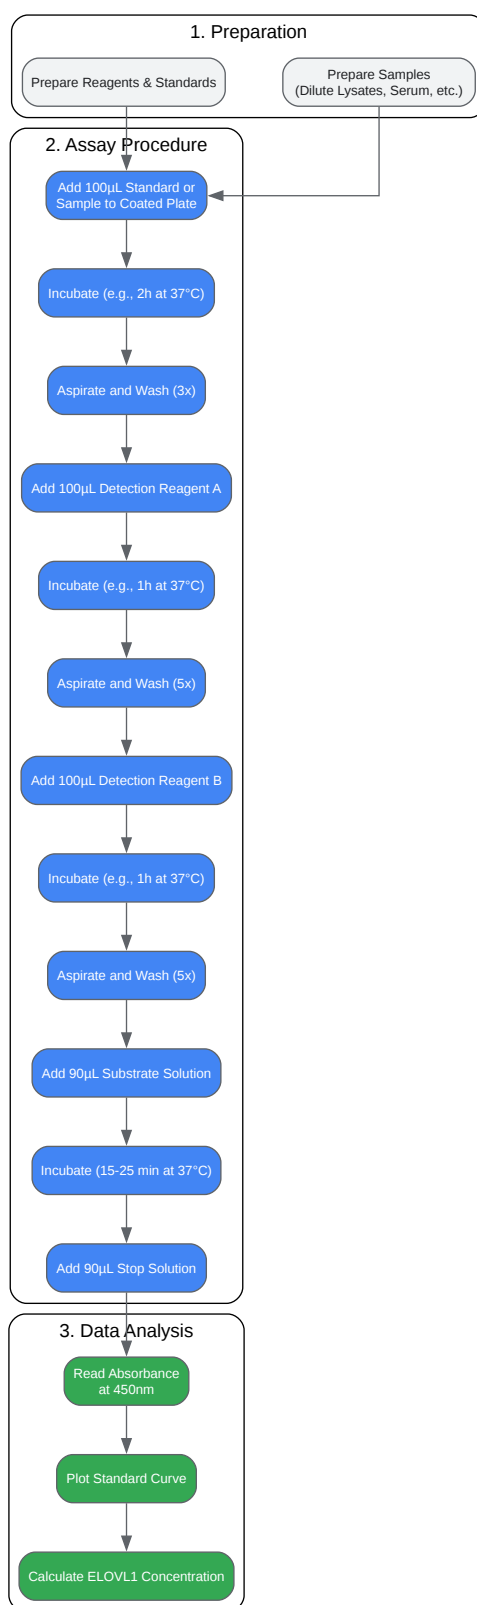 1. Preparation
Prepare Reagents & Standards
Prepare Samples
(Dilute Lysates, Serum, etc.)
2. Assay Procedure
Add 100µL Standard or
Sample to Coated Plate
Incubate (e.g., 2h at 37°C)
Aspirate and Wash (3x)
Add 100µL Detection Reagent A
Incubate (e.g., 1h at 37°C)
Aspirate and Wash (5x)
Add 100µL Detection Reagent B
Incubate (e.g., 1h at 37°C)
Aspirate and Wash (5x)
Add 90µL Substrate Solution
Incubate (15-25 min at 37°C)
Add 90µL Stop Solution
3. Data Analysis
Read Absorbance
at 450nm
Plot Standard Curve
Calculate ELOVL1 Concentration